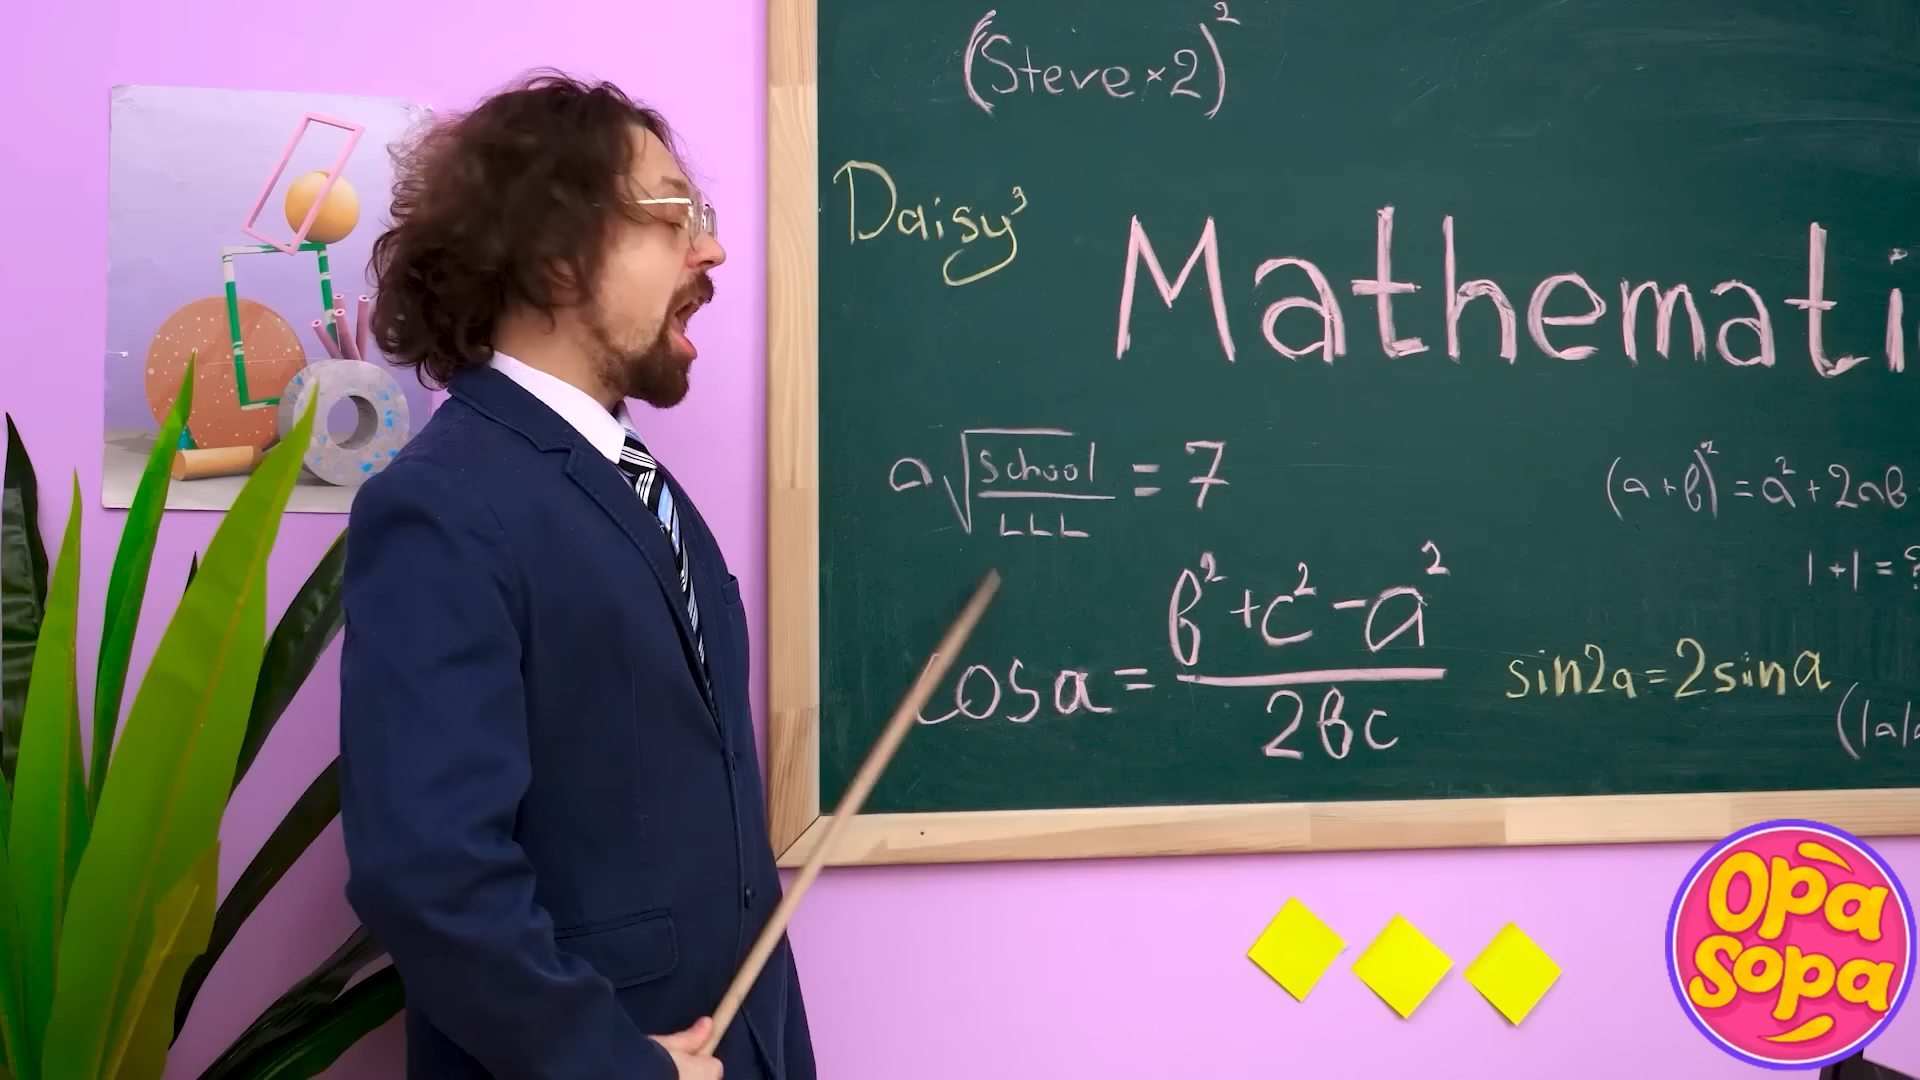 (Steve×2)²
Daisy³
Mathemati
a√School/LLL = 7
(a+b)² = a² + 2ab
1+1=?
cosa = b²+c²-a² / 2bc
sin2a=2sina
(|a|
Opa
Sopa